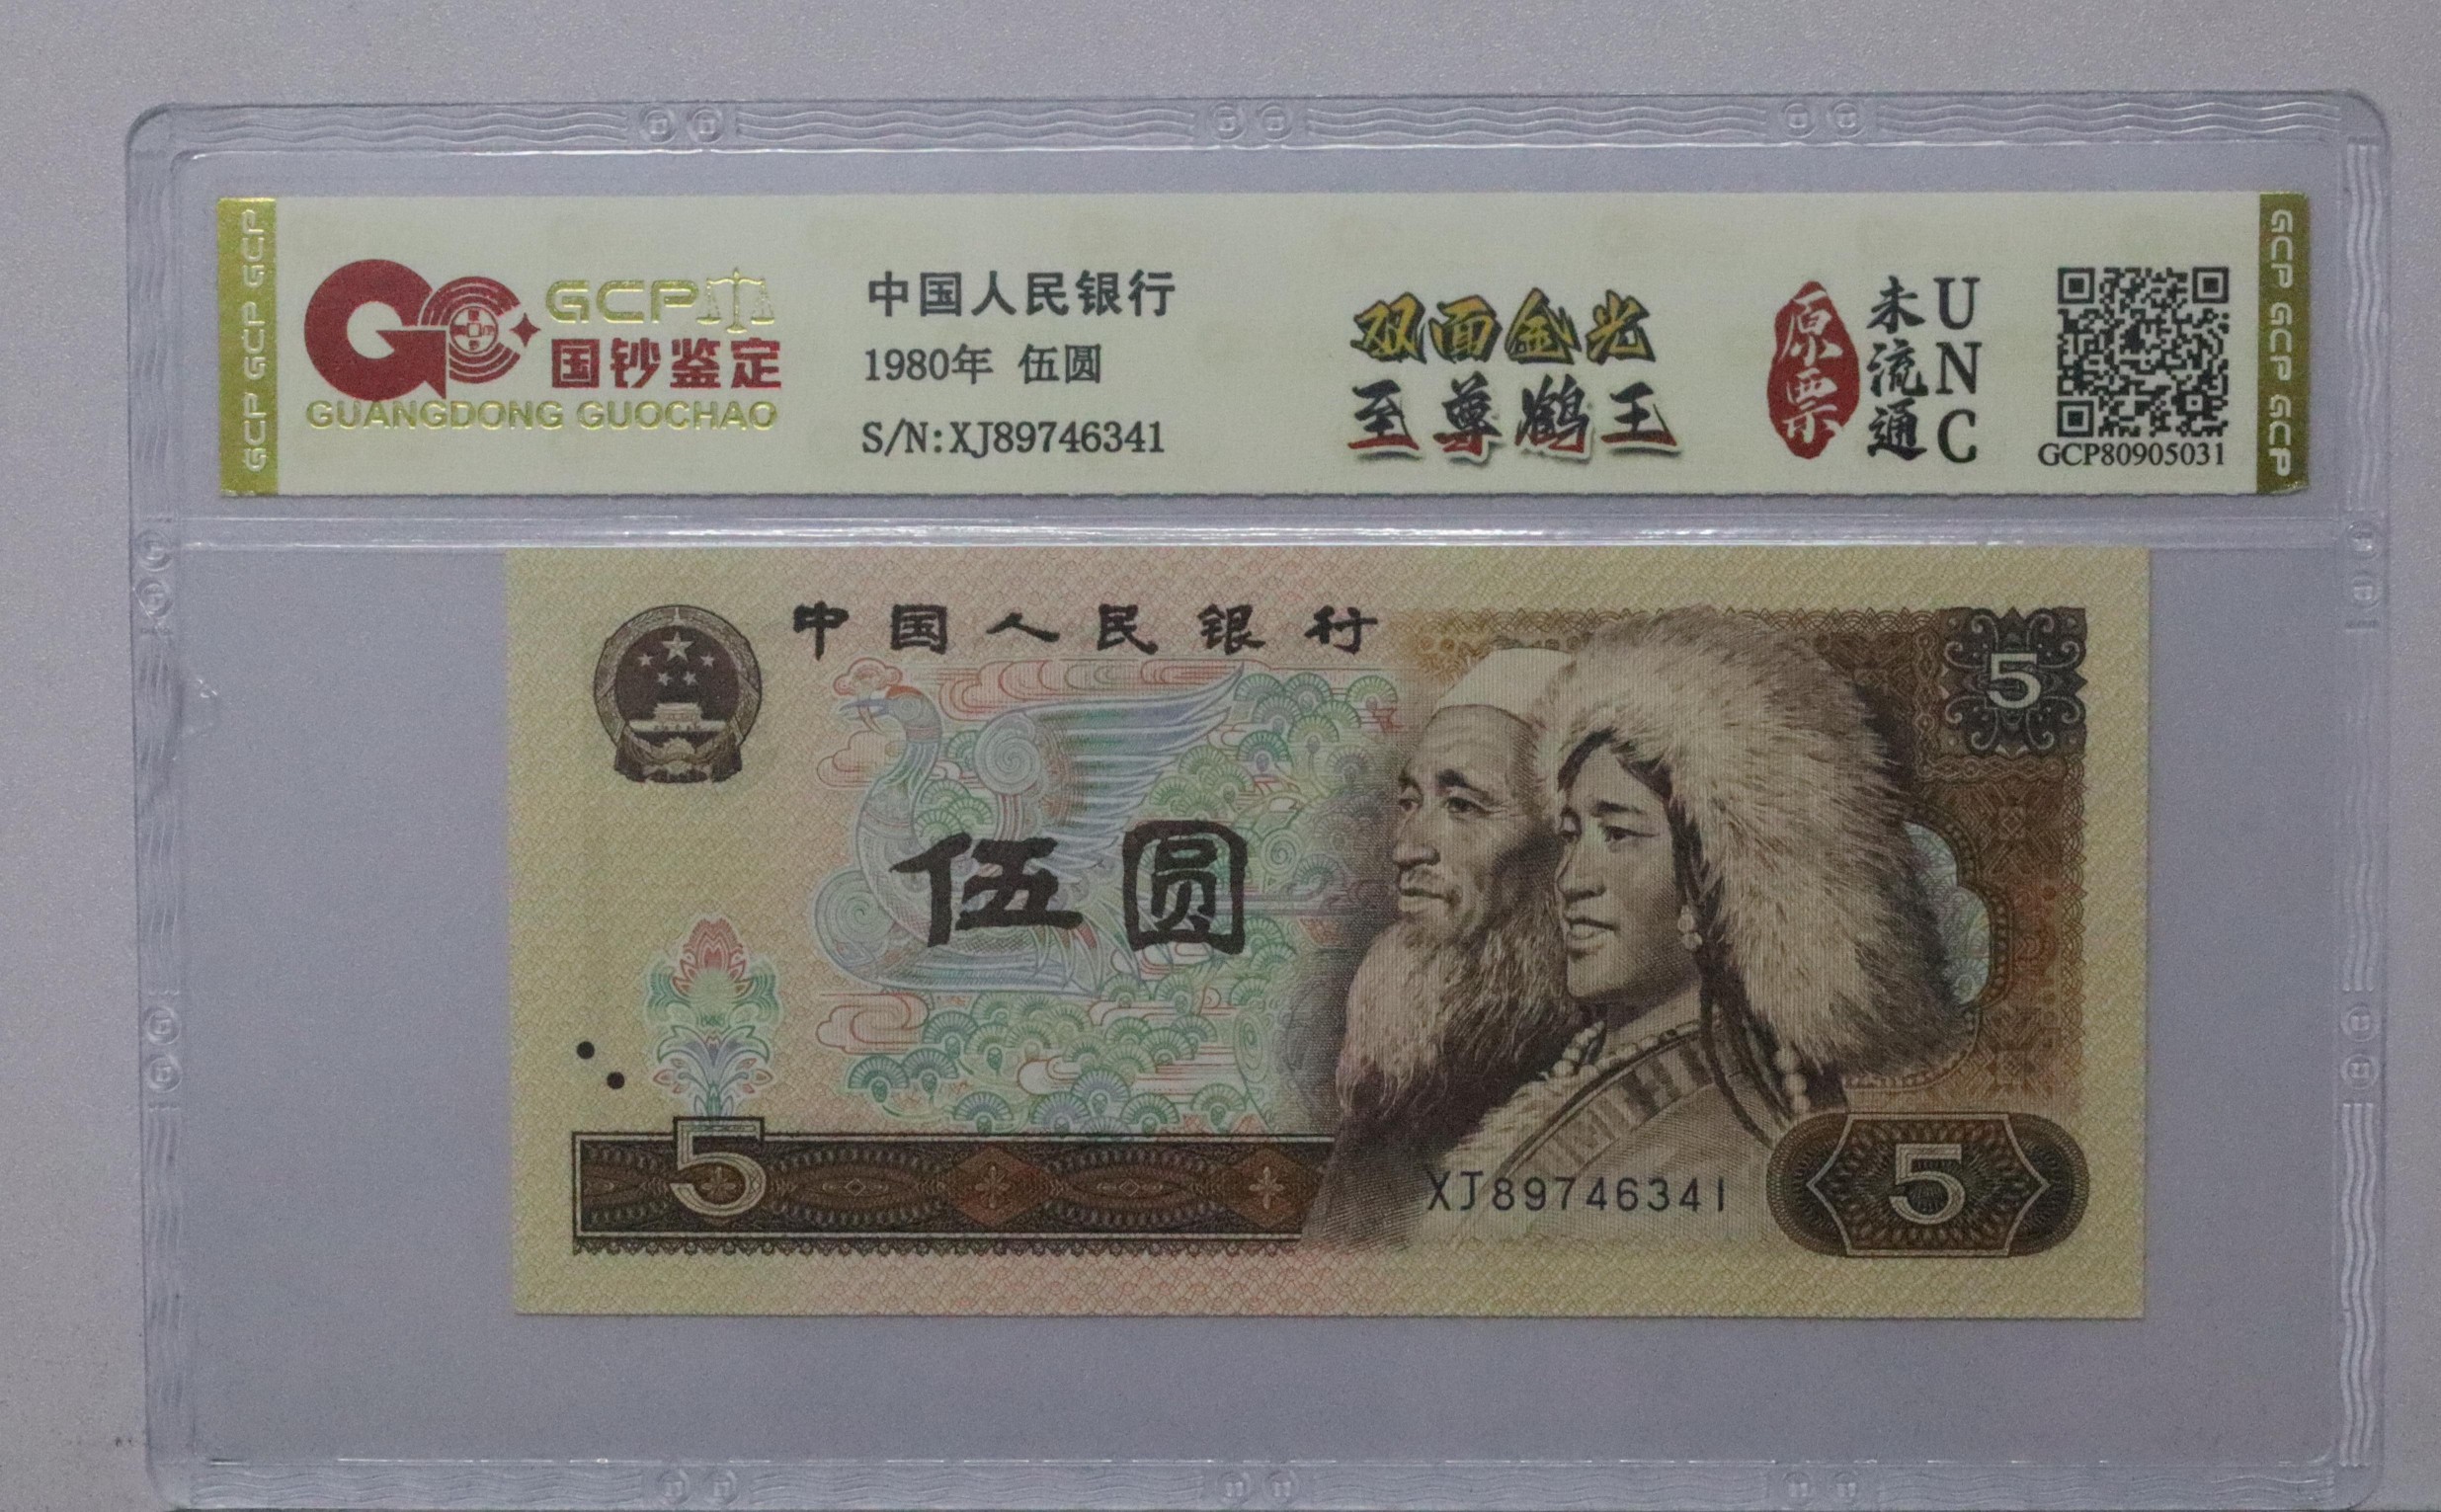 GCP GCP GCP
GCP
国钞鉴定
GUANGDONG GUOCHAO
中国人民银行
1980年 伍圆
S/N:XJ89746341
双面金光
至尊鹤王
原票
未流通
UNC
GCP80905031
GCP GCP GCP
中国人民银行
5
伍圆
5
XJ89746341
5